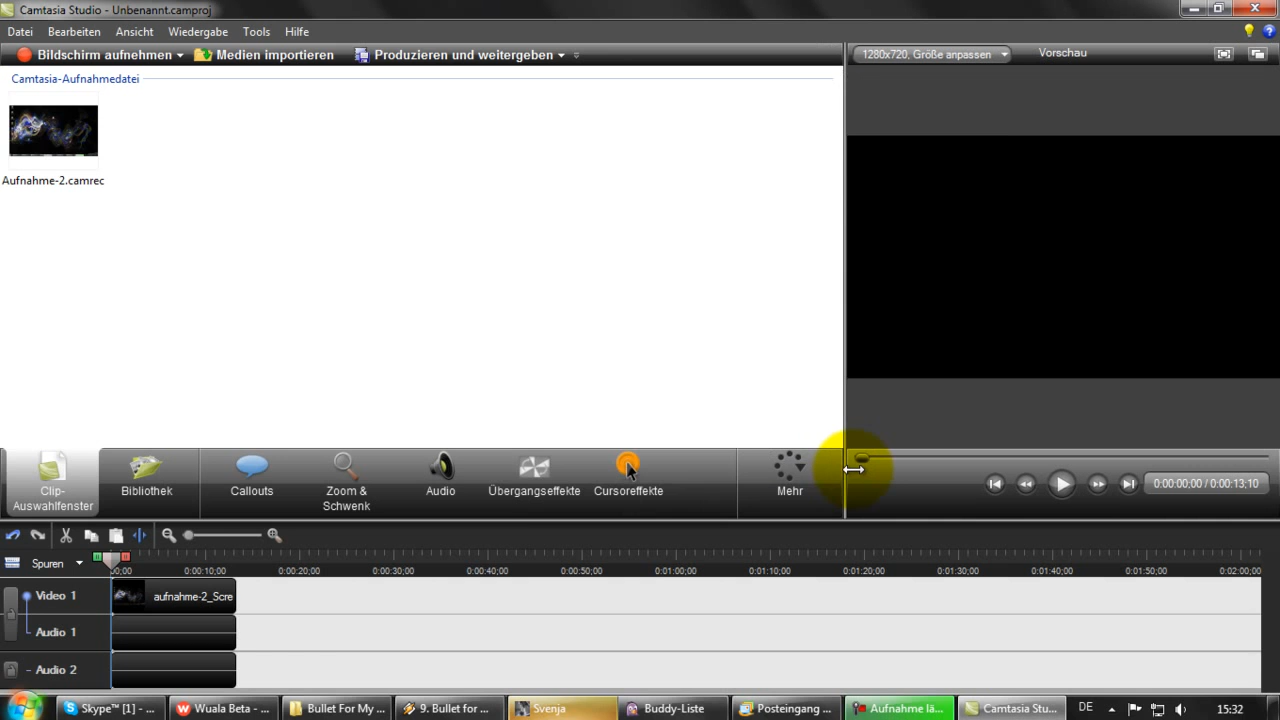 Camtasia Studio - Unbenannt.camproj
Datei Bearbeiten Ansicht Wiedergabe Tools Hilfe
Bildschirm aufnehmen Medien importieren Produzieren und weitergeben 1280x720, Größe anpassen Vorschau
Camtasia-Aufnahmedatei
Aufnahme-2.camrec
Clip-Auswahlfenster Bibliothek Callouts Zoom & Schwenk Audio Übergangseffekte Cursoreffekte Mehr 0:00:00;00 / 0:00:13;10
Spuren 00;00 0:00:10;00 0:00:20;00 0:00:30;00 0:00:40;00 0:00:50;00 0:01:00;00 0:01:10;00 0:01:20;00 0:01:30;00 0:01:40;00 0:01:50;00 0:02:00;00
Video 1 aufnahme-2_Scre
Audio 1
Audio 2
Skype™ [1] - ... Wuala Beta - ... Bullet For My ... 9. Bullet for ... Svenja Buddy-Liste Posteingang ... Aufnahme lä... Camtasia Stu... DE 15:32